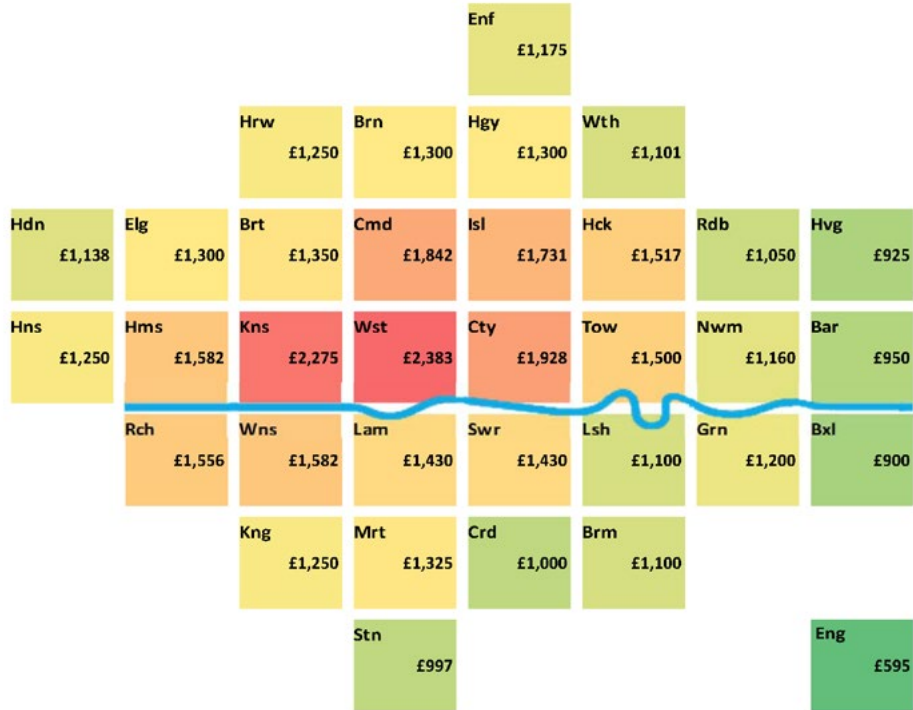 Enf
£1,175
Hrw Brn Hgy Wth
£1,250 £1,300 £1,300 £1,101
Hdn Elg Brt Cmd Isl Hck Rdb Hvg
£1,138 £1,300 £1,350 £1,842 £1,731 £1,517 £1,050 £925
Hns Hms Kns Wst Cty Tow Nwm Bar
£1,250 £1,582 £2,275 £2,383 £1,928 £1,500 £1,160 £950
Rch Wns Lam Swr Lsh Grn Bxl
£1,556 £1,582 £1,430 £1,430 £1,100 £1,200 £900
Kng Mrt Crd Brm
£1,250 £1,325 £1,000 £1,100
Stn Eng
£997 £595